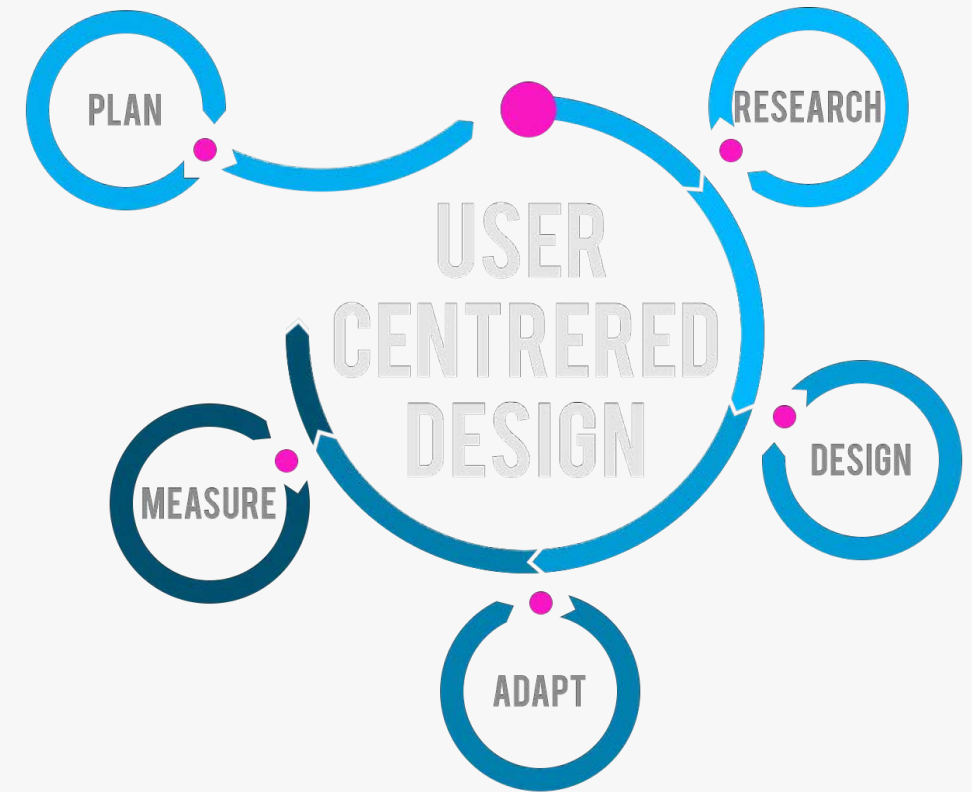 PLAN
RESEARCH
USER
CENTRERED
DESIGN
DESIGN
MEASURE
ADAPT